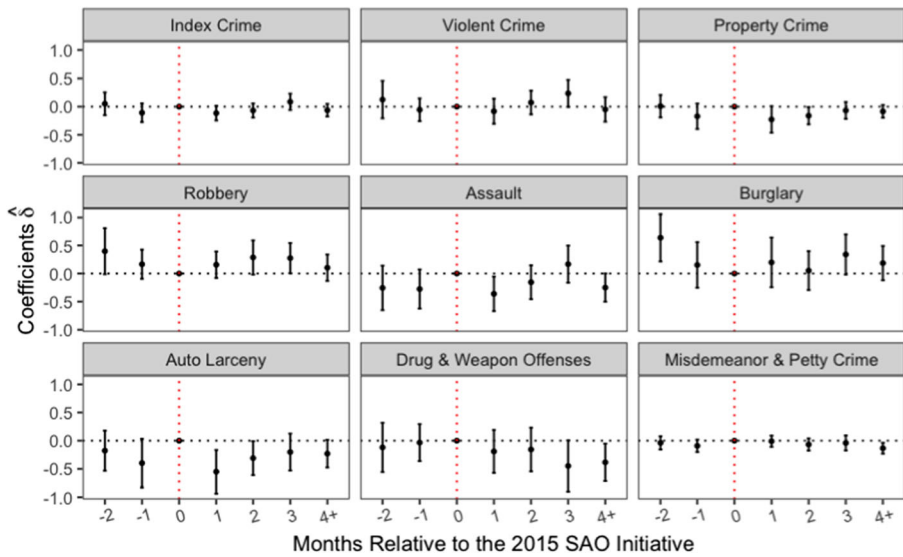 Index Crime Violent Crime Property Crime
1.0
0.5
0.0
-0.5
-1.0
Robbery Assault Burglary
1.0
0.5
0.0
-0.5
-1.0
Auto Larceny Drug & Weapon Offenses Misdemeanor & Petty Crime
1.0
0.5
0.0
-0.5
-1.0
-2 -1 0 1 2 3 4+ -2 -1 0 1 2 3 4+ -2 -1 0 1 2 3 4+
Coefficients δ̂
Months Relative to the 2015 SAO Initiative